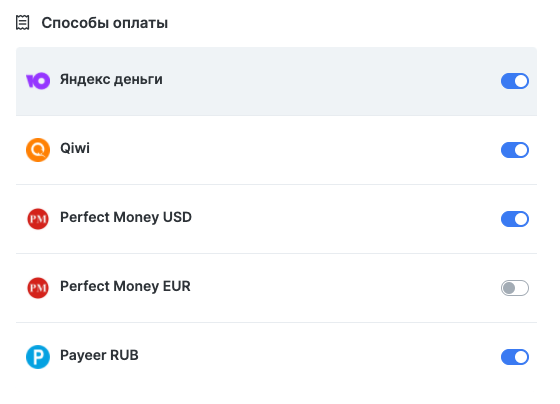 Способы оплаты
Яндекс деньги
Qiwi
PM Perfect Money USD
PM Perfect Money EUR
Payeer RUB